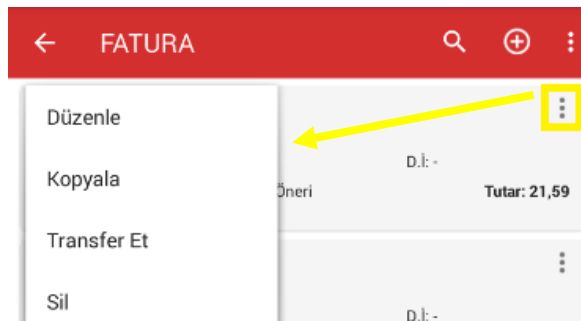 FATURA
Düzenle
D.İ: -
Kopyala
Öneri Tutar: 21,59
Transfer Et
Sil
D.İ: -